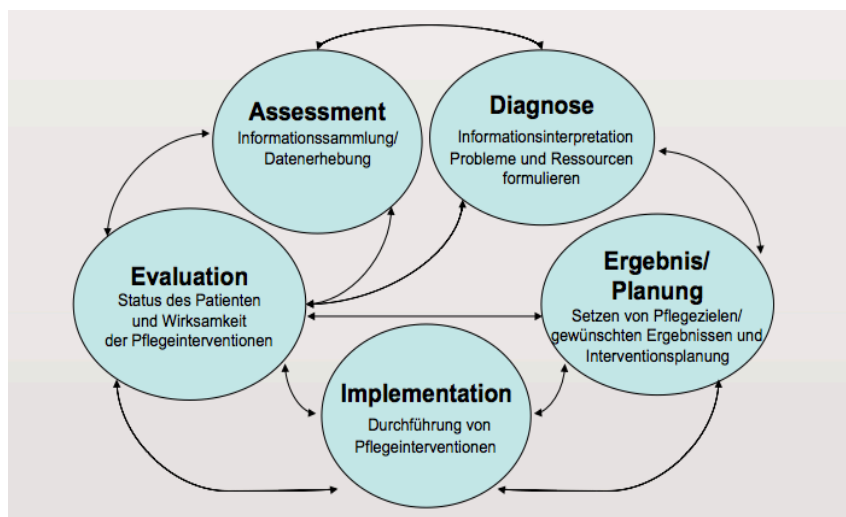 Assessment
Informationssammlung/
Datenerhebung
Diagnose
Informationsinterpretation
Probleme und Ressourcen
formulieren
Evaluation
Status des Patienten
und Wirksamkeit
der Pflegeinterventionen
Ergebnis/
Planung
Setzen von Pflegezielen/
gewünschten Ergebnissen und
Interventionsplanung
Implementation
Durchführung von
Pflegeinterventionen